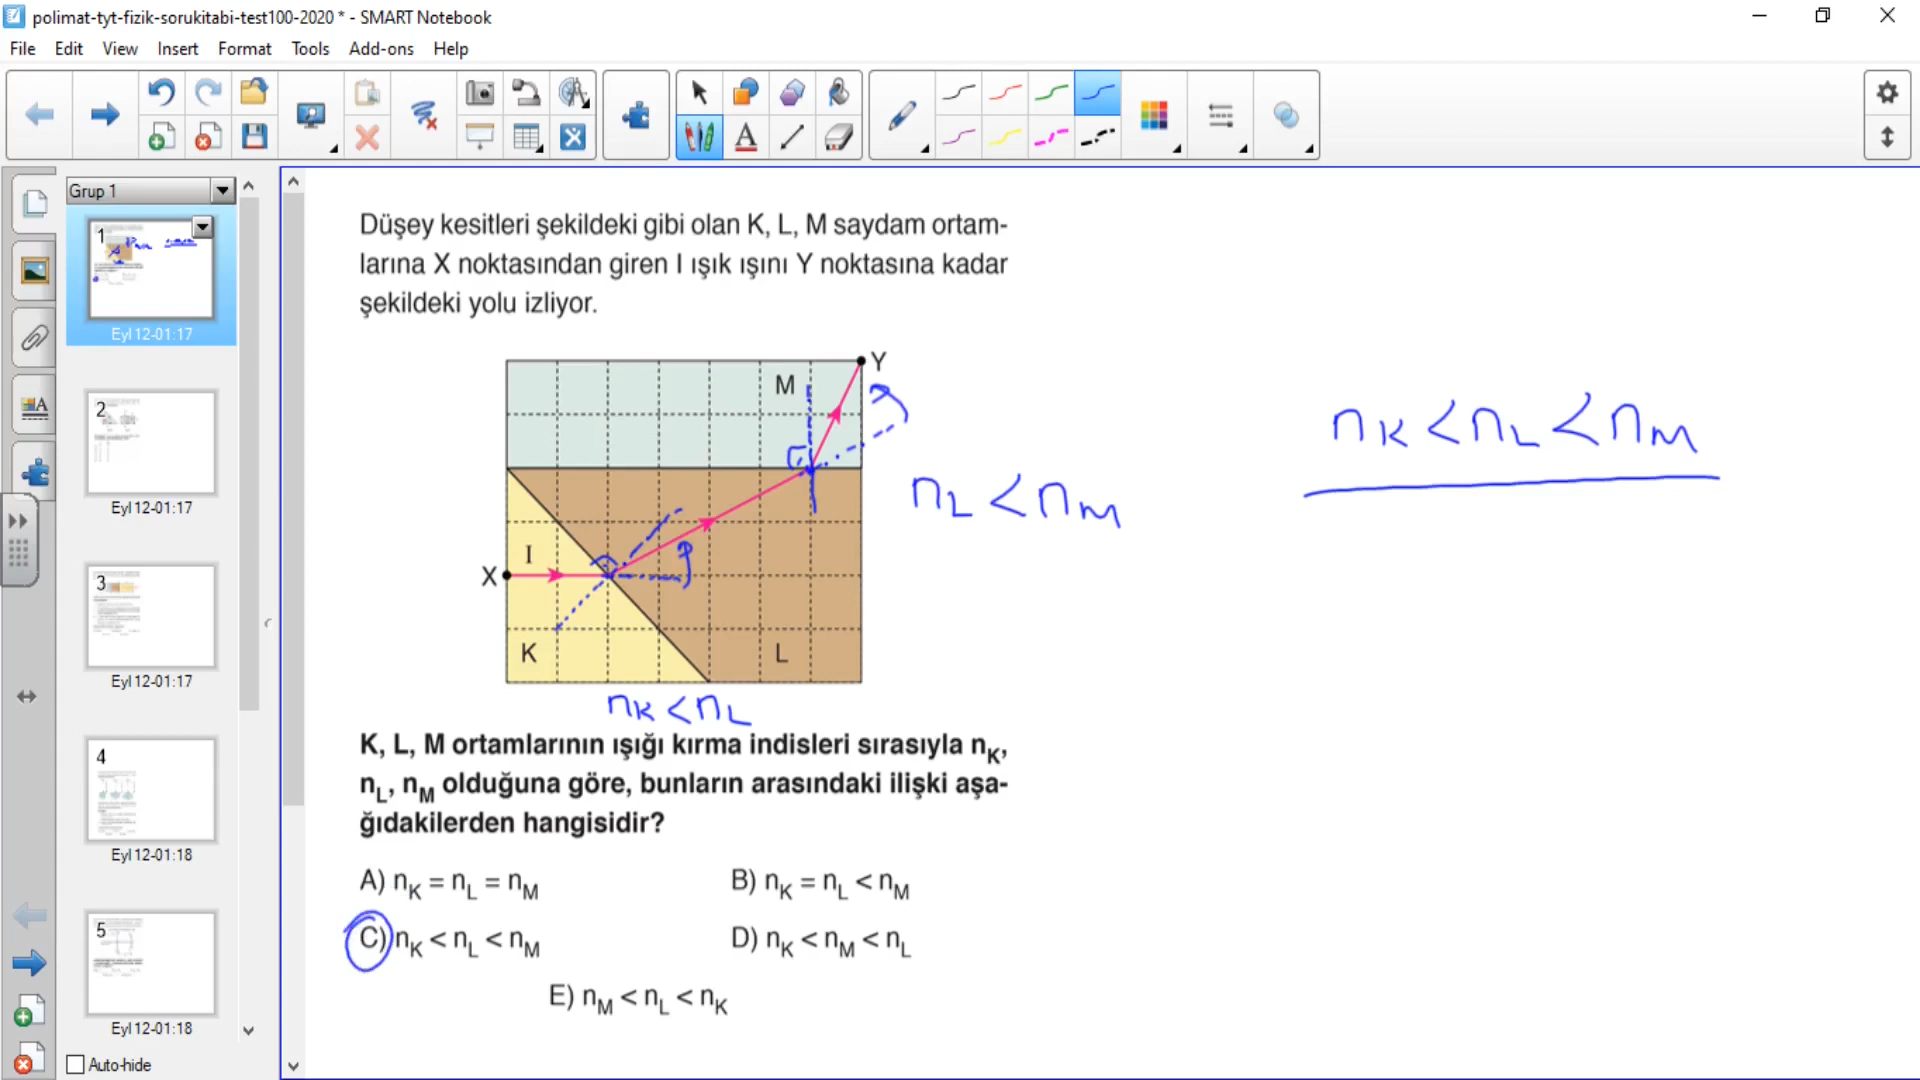 polimat-tyt-fizik-sorukitabi-test100-2020 * - SMART Notebook
File Edit View Insert Format Tools Add-ons Help
Grup 1
1
Eyl 12-01:17
2
Eyl 12-01:17
3
Eyl 12-01:17
4
Eyl 12-01:18
5
Eyl 12-01:18
Auto-hide
Düşey kesitleri şekildeki gibi olan K, L, M saydam ortam-
larına X noktasından giren I ışık ışını Y noktasına kadar
şekildeki yolu izliyor.
Y
M
I
X
K
L
nL < nM
nK < nL < nM
nK < nL
K, L, M ortamlarının ışığı kırma indisleri sırasıyla nK,
nL, nM olduğuna göre, bunların arasındaki ilişki aşa-
ğıdakilerden hangisidir?
A) nK = nL = nM
B) nK = nL < nM
C) nK < nL < nM
D) nK < nM < nL
E) nM < nL < nK